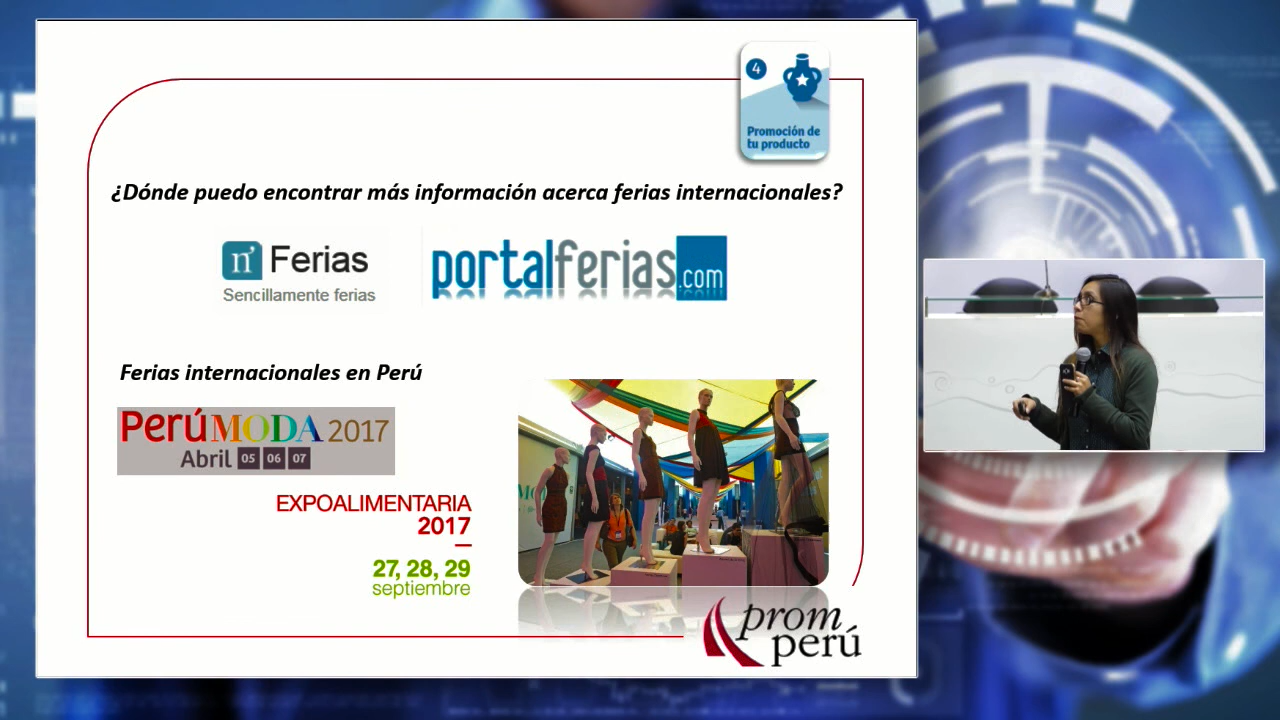 4
Promoción de
tu producto
¿Dónde puedo encontrar más información acerca ferias internacionales?
n' Ferias
Sencillamente ferias
portalferias.com
Ferias internacionales en Perú
PerúMODA 2017
Abril 05 06 07
EXPOALIMENTARIA
2017
27, 28, 29
septiembre
prom
perú